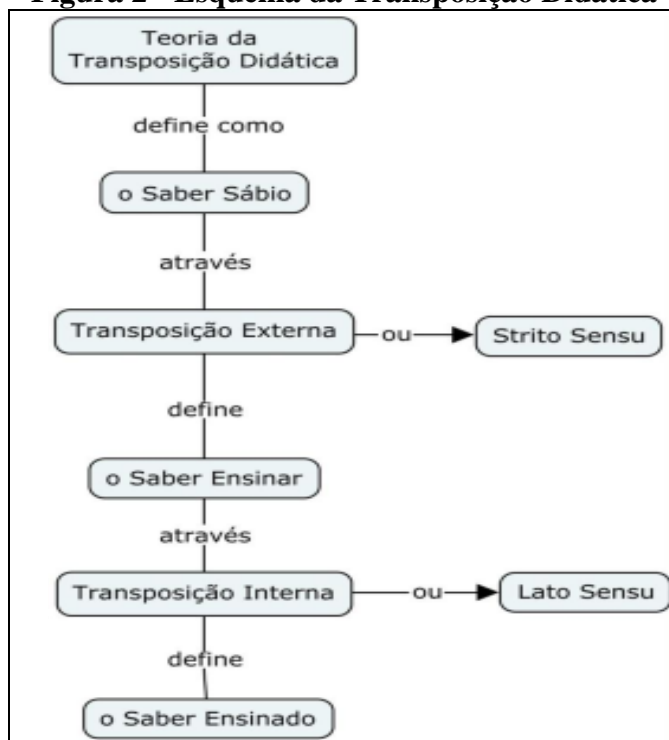 Figura 2 - Esquema da Transposição Didática
Teoria da
Transposição Didática
define como
o Saber Sábio
através
Transposição Externa
ou
Strito Sensu
define
o Saber Ensinar
através
Transposição Interna
ou
Lato Sensu
define
o Saber Ensinado